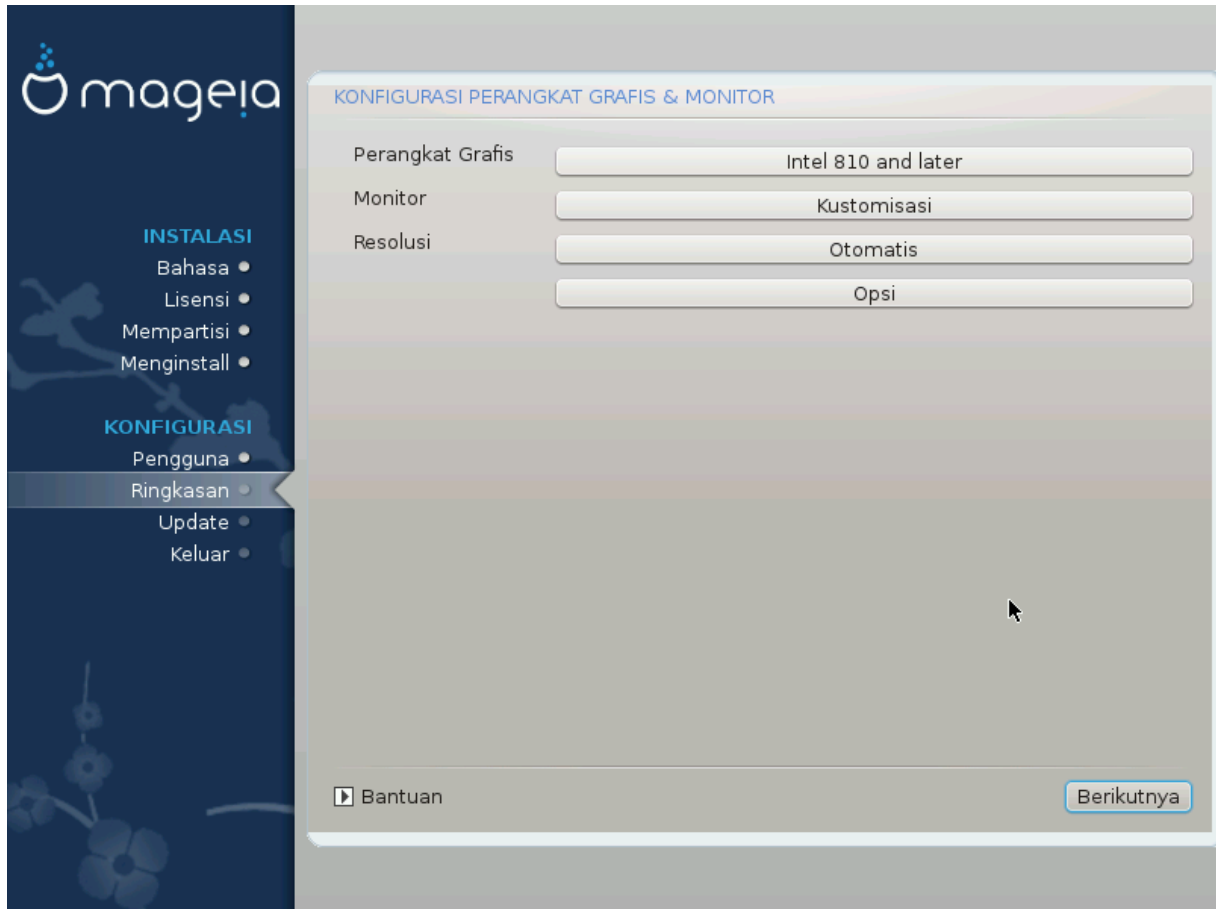 mageia
INSTALASI
Bahasa
Lisensi
Mempartisi
Menginstall
KONFIGURASI
Pengguna
Ringkasan
Update
Keluar
KONFIGURASI PERANGKAT GRAFIS & MONITOR
Perangkat Grafis Intel 810 and later
Monitor Kustomisasi
Resolusi Otomatis
Opsi
Bantuan Berikutnya